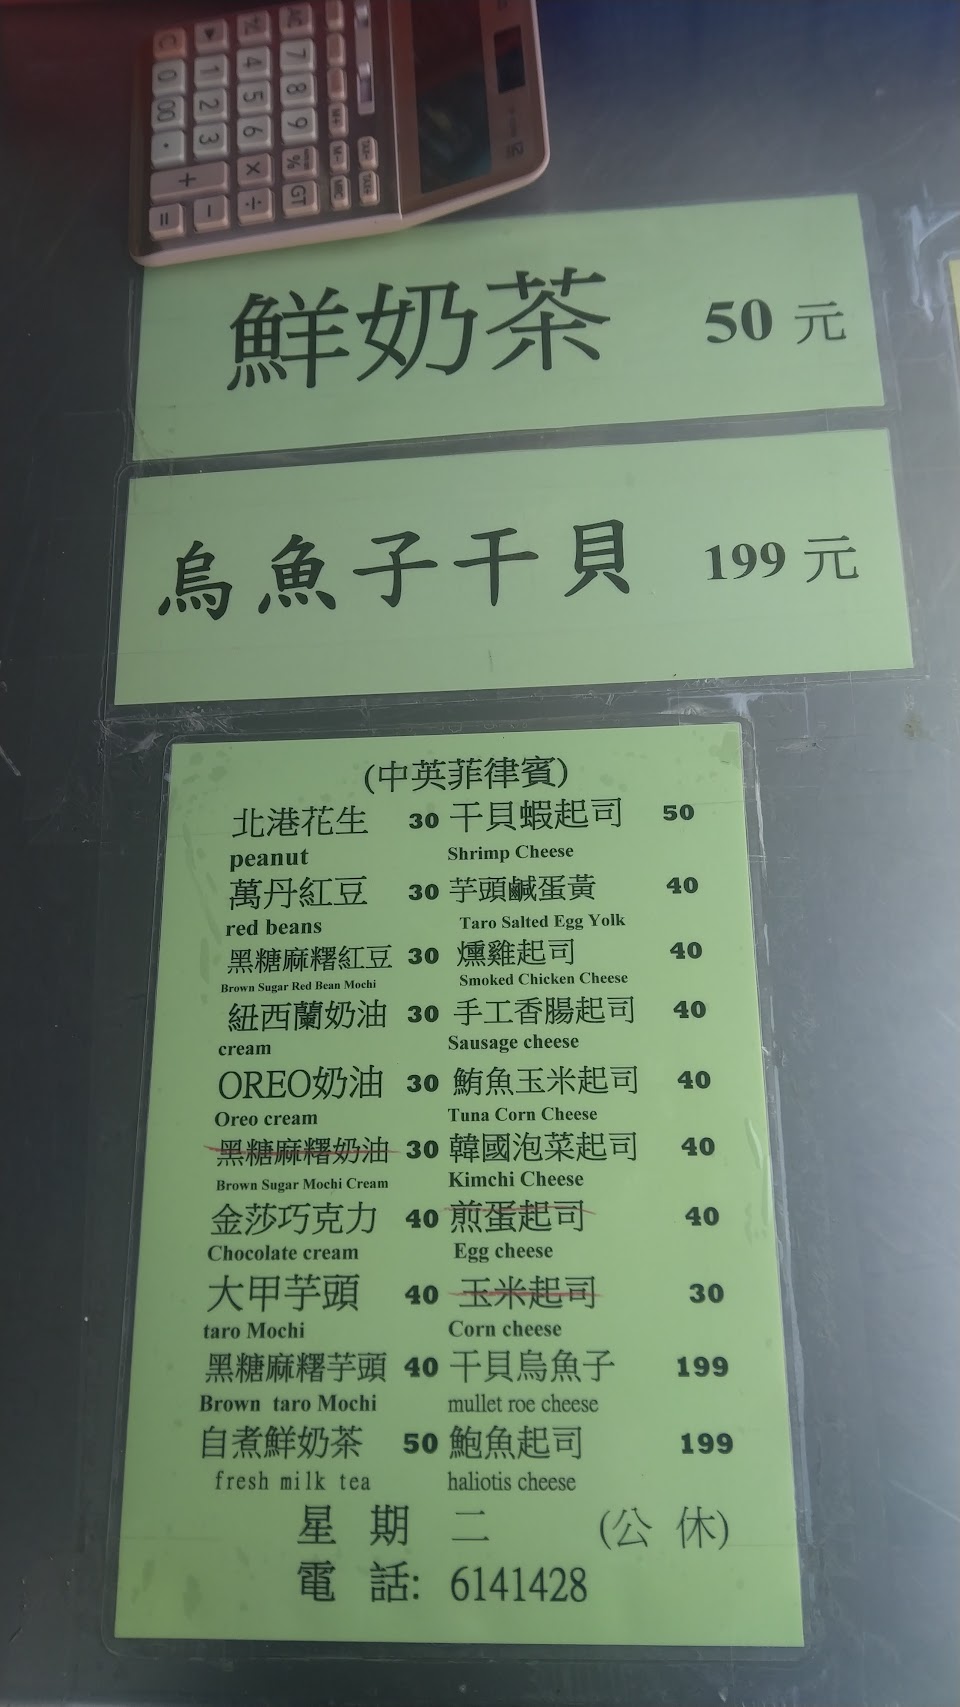 鮮奶茶 50 元
烏魚子干貝 199 元
(中英菲律賓)
北港花生 30 干貝蝦起司 50
peanut Shrimp Cheese
萬丹紅豆 30 芋頭鹹蛋黃 40
red beans Taro Salted Egg Yolk
黑糖麻糬紅豆 30 燻雞起司 40
Brown Sugar Red Bean Mochi Smoked Chicken Cheese
紐西蘭奶油 30 手工香腸起司 40
cream Sausage cheese
OREO奶油 30 鮪魚玉米起司 40
Oreo cream Tuna Corn Cheese
黑糖麻糬奶油 30 韓國泡菜起司 40
Brown Sugar Mochi Cream Kimchi Cheese
金莎巧克力 40 煎蛋起司 40
Chocolate cream Egg cheese
大甲芋頭 40 玉米起司 30
taro Mochi Corn cheese
黑糖麻糬芋頭 40 干貝烏魚子 199
Brown taro Mochi mullet roe cheese
自煮鮮奶茶 50 鮑魚起司 199
fresh milk tea haliotis cheese
星期二 (公休)
電話: 6141428